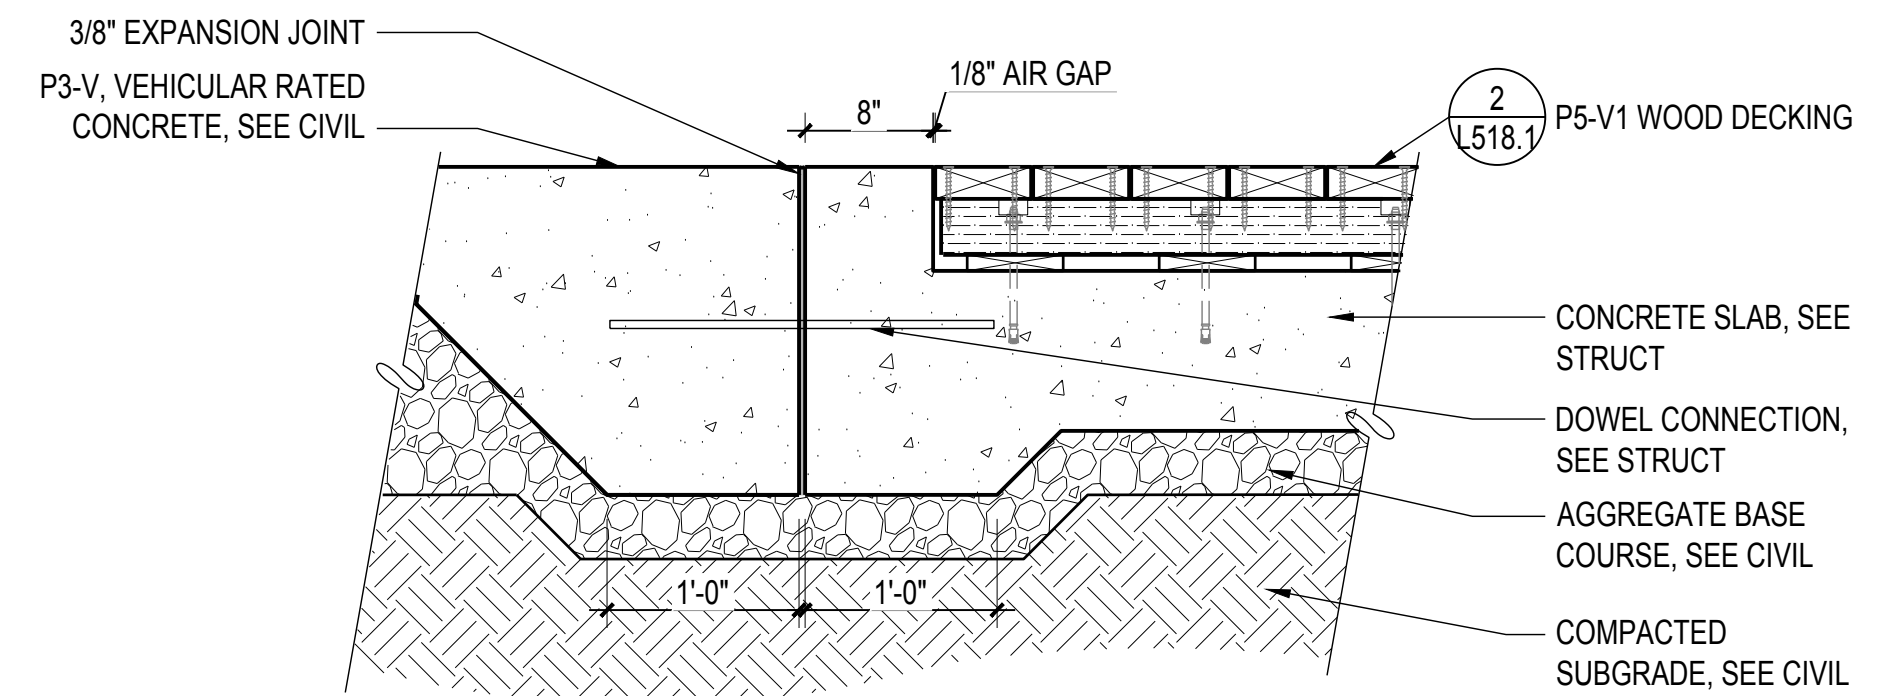 3/8" EXPANSION JOINT
P3-V, VEHICULAR RATED
CONCRETE, SEE CIVIL
8"
1/8" AIR GAP
2
L518.1
P5-V1 WOOD DECKING
CONCRETE SLAB, SEE
STRUCT
DOWEL CONNECTION,
SEE STRUCT
AGGREGATE BASE
COURSE, SEE CIVIL
1'-0"
1'-0"
COMPACTED
SUBGRADE, SEE CIVIL